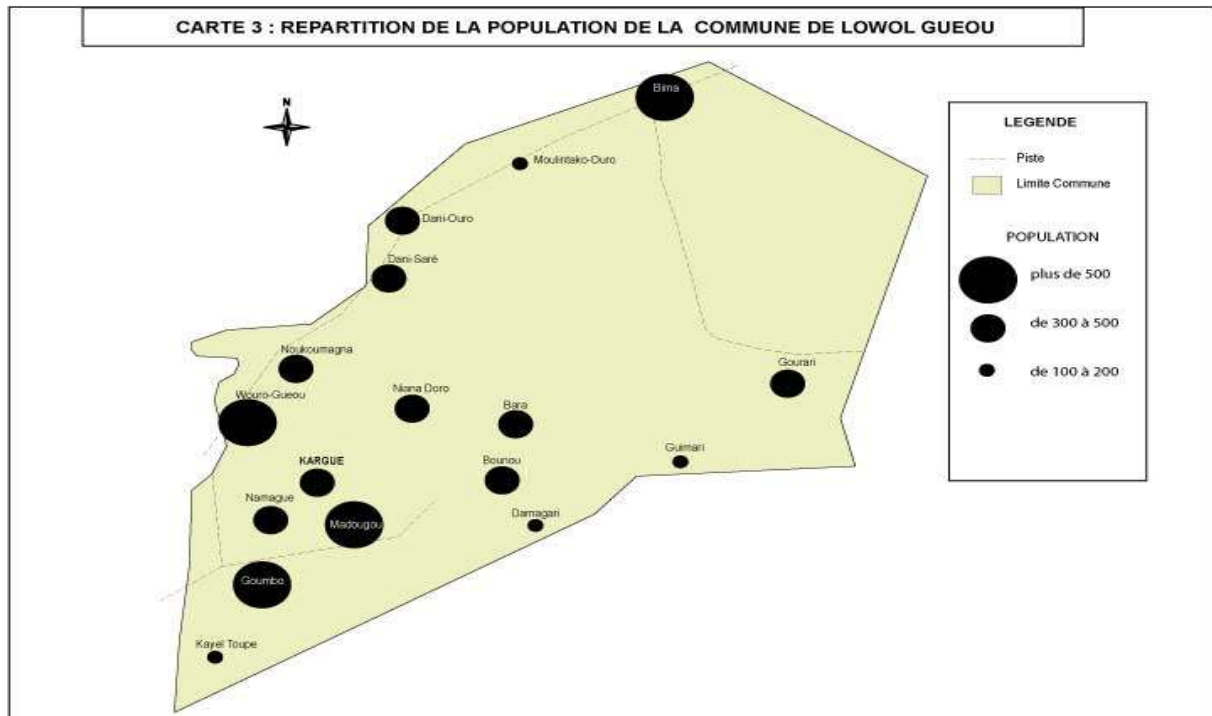 CARTE 3 : REPARTITION DE LA POPULATION DE LA COMMUNE DE LOWOL GUEOU
N
Bima
Moulintako-Ouro
Dani-Ouro
Dani-Saré
Noukoumagna
Wouro-Gueou
Niana Doro
Bara
Gourari
Guimari
KARGUE
Bounou
Namague
Madougou
Damagari
Goumbo
Kayel Toupe
LEGENDE
Piste
Limite Commune
POPULATION
plus de 500
de 300 à 500
de 100 à 200